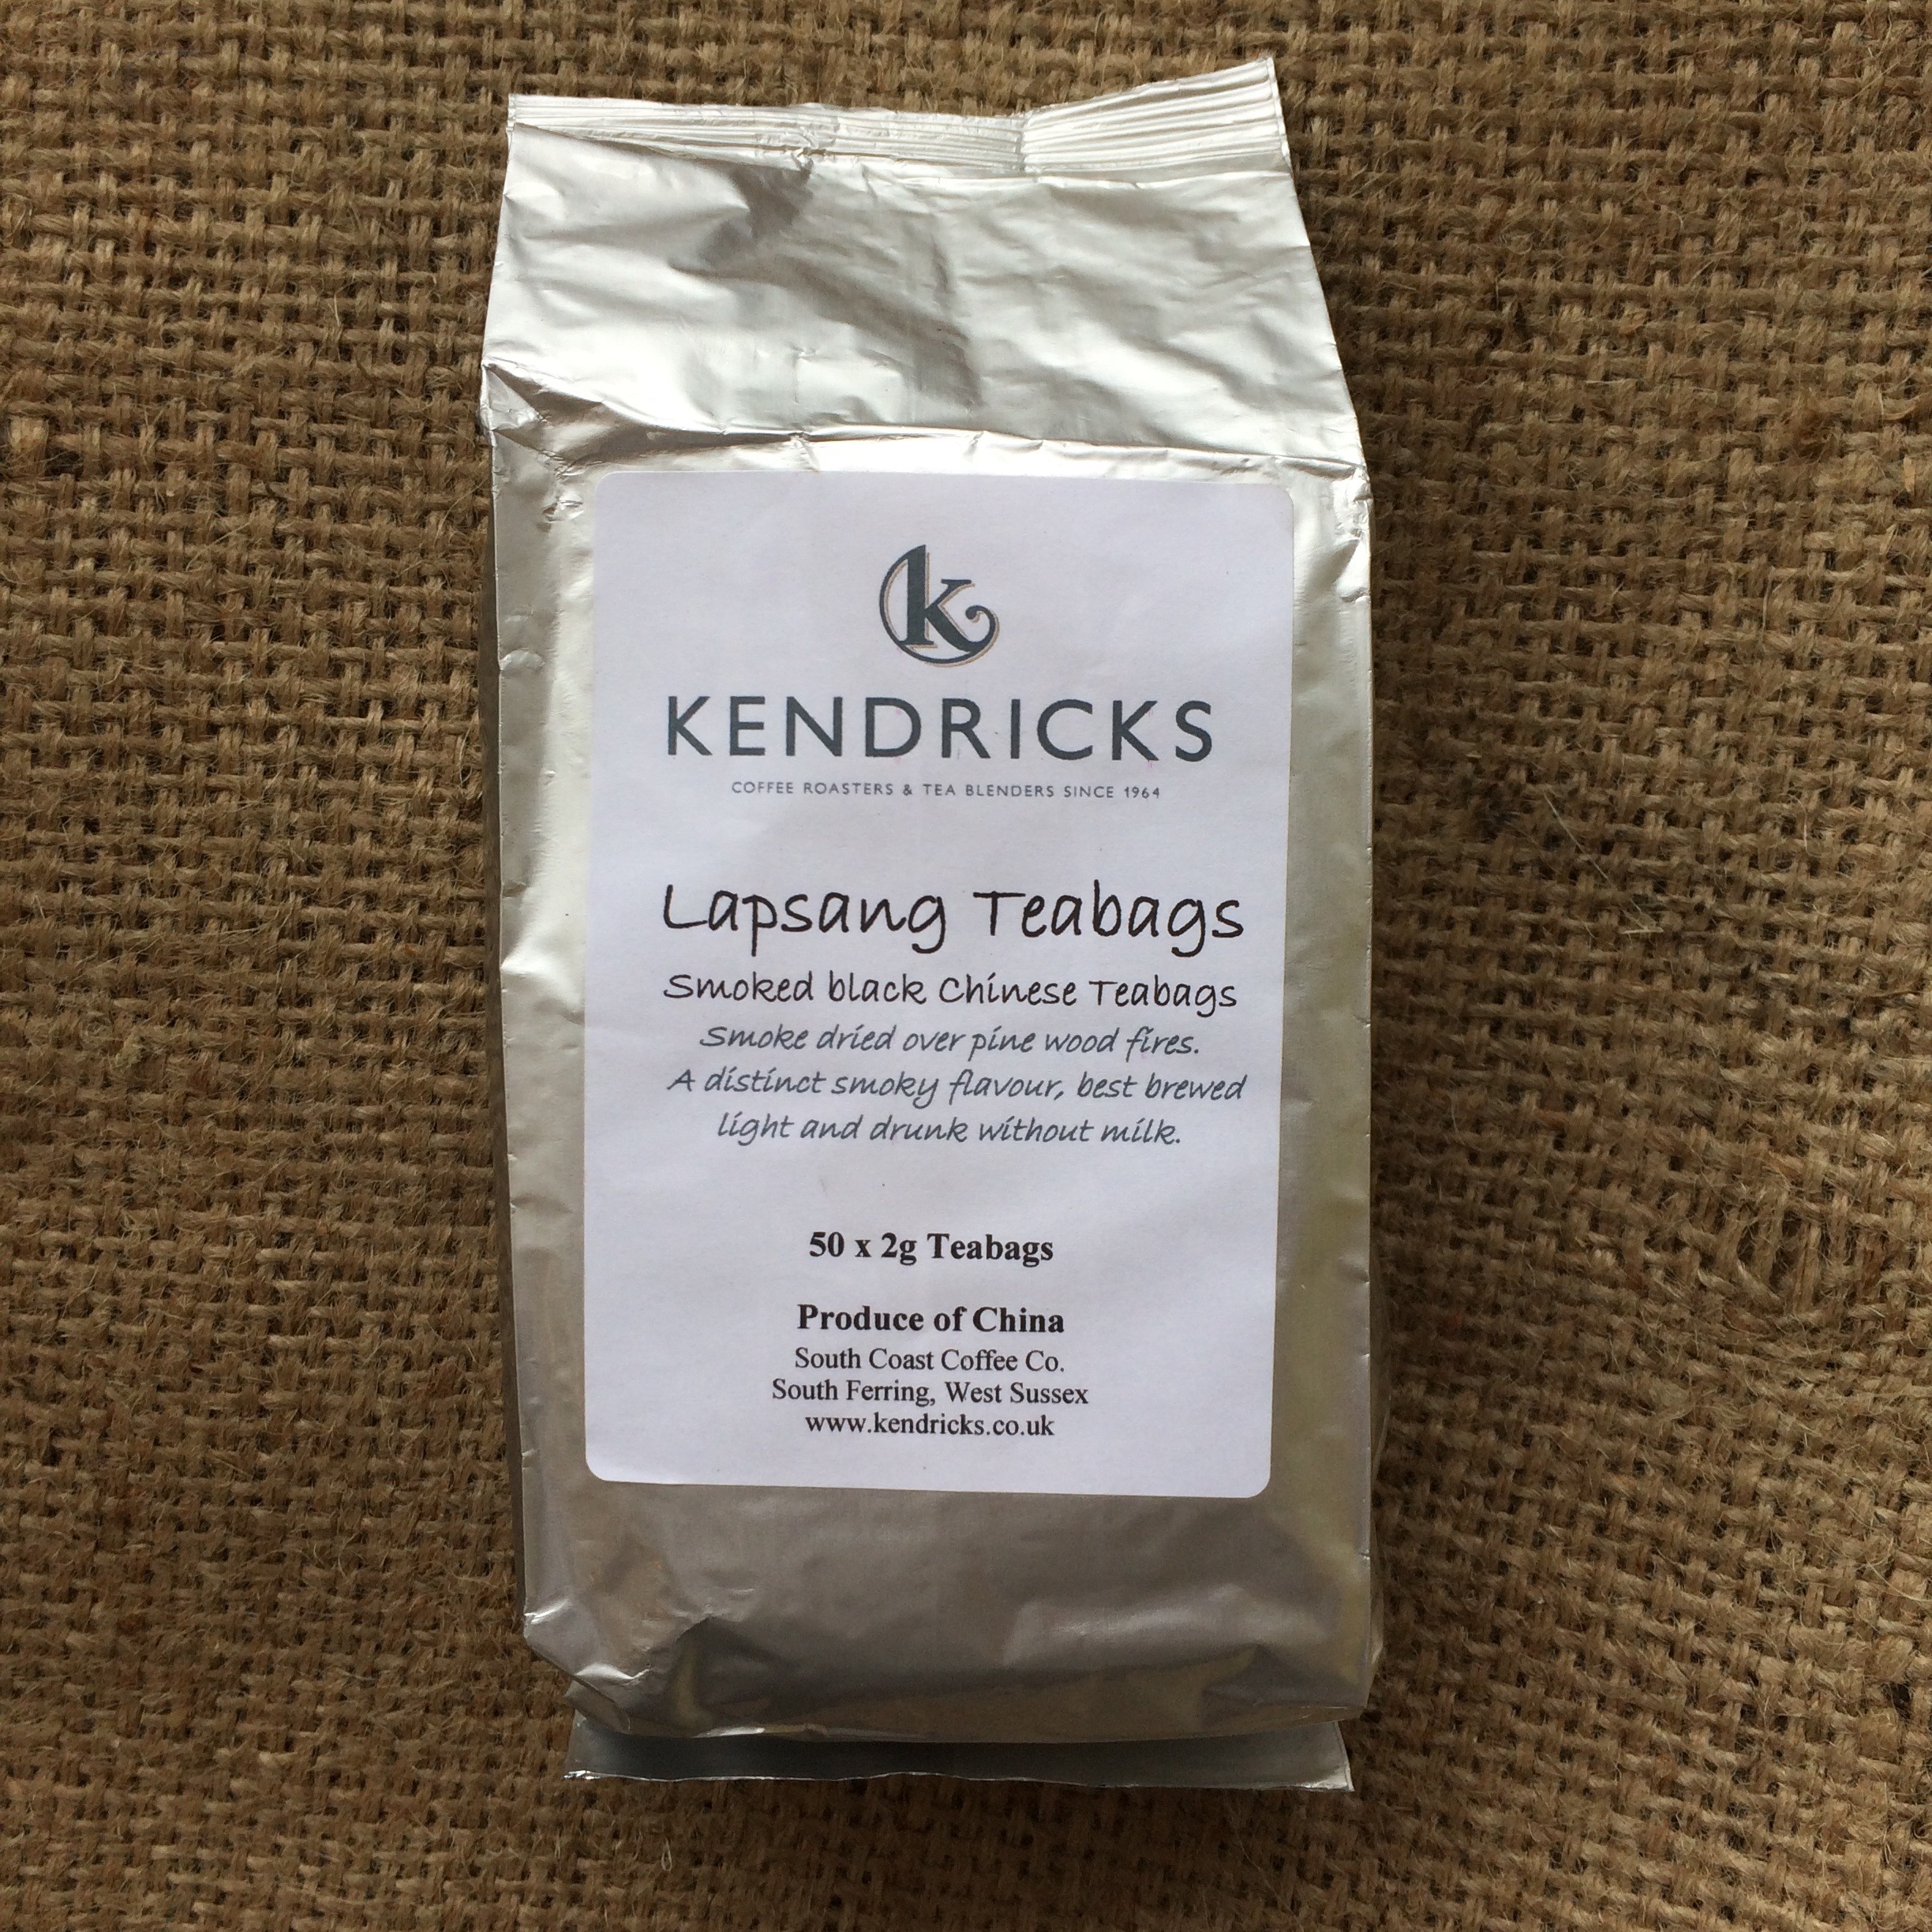 k
KENDRICKS
COFFEE ROASTERS & TEA BLENDERS SINCE 1964
Lapsang Teabags
Smoked black Chinese Teabags
Smoke dried over pine wood fires.
A distinct smoky flavour, best brewed
light and drunk without milk.
50 x 2g Teabags
Produce of China
South Coast Coffee Co.
South Ferring, West Sussex
www.kendricks.co.uk